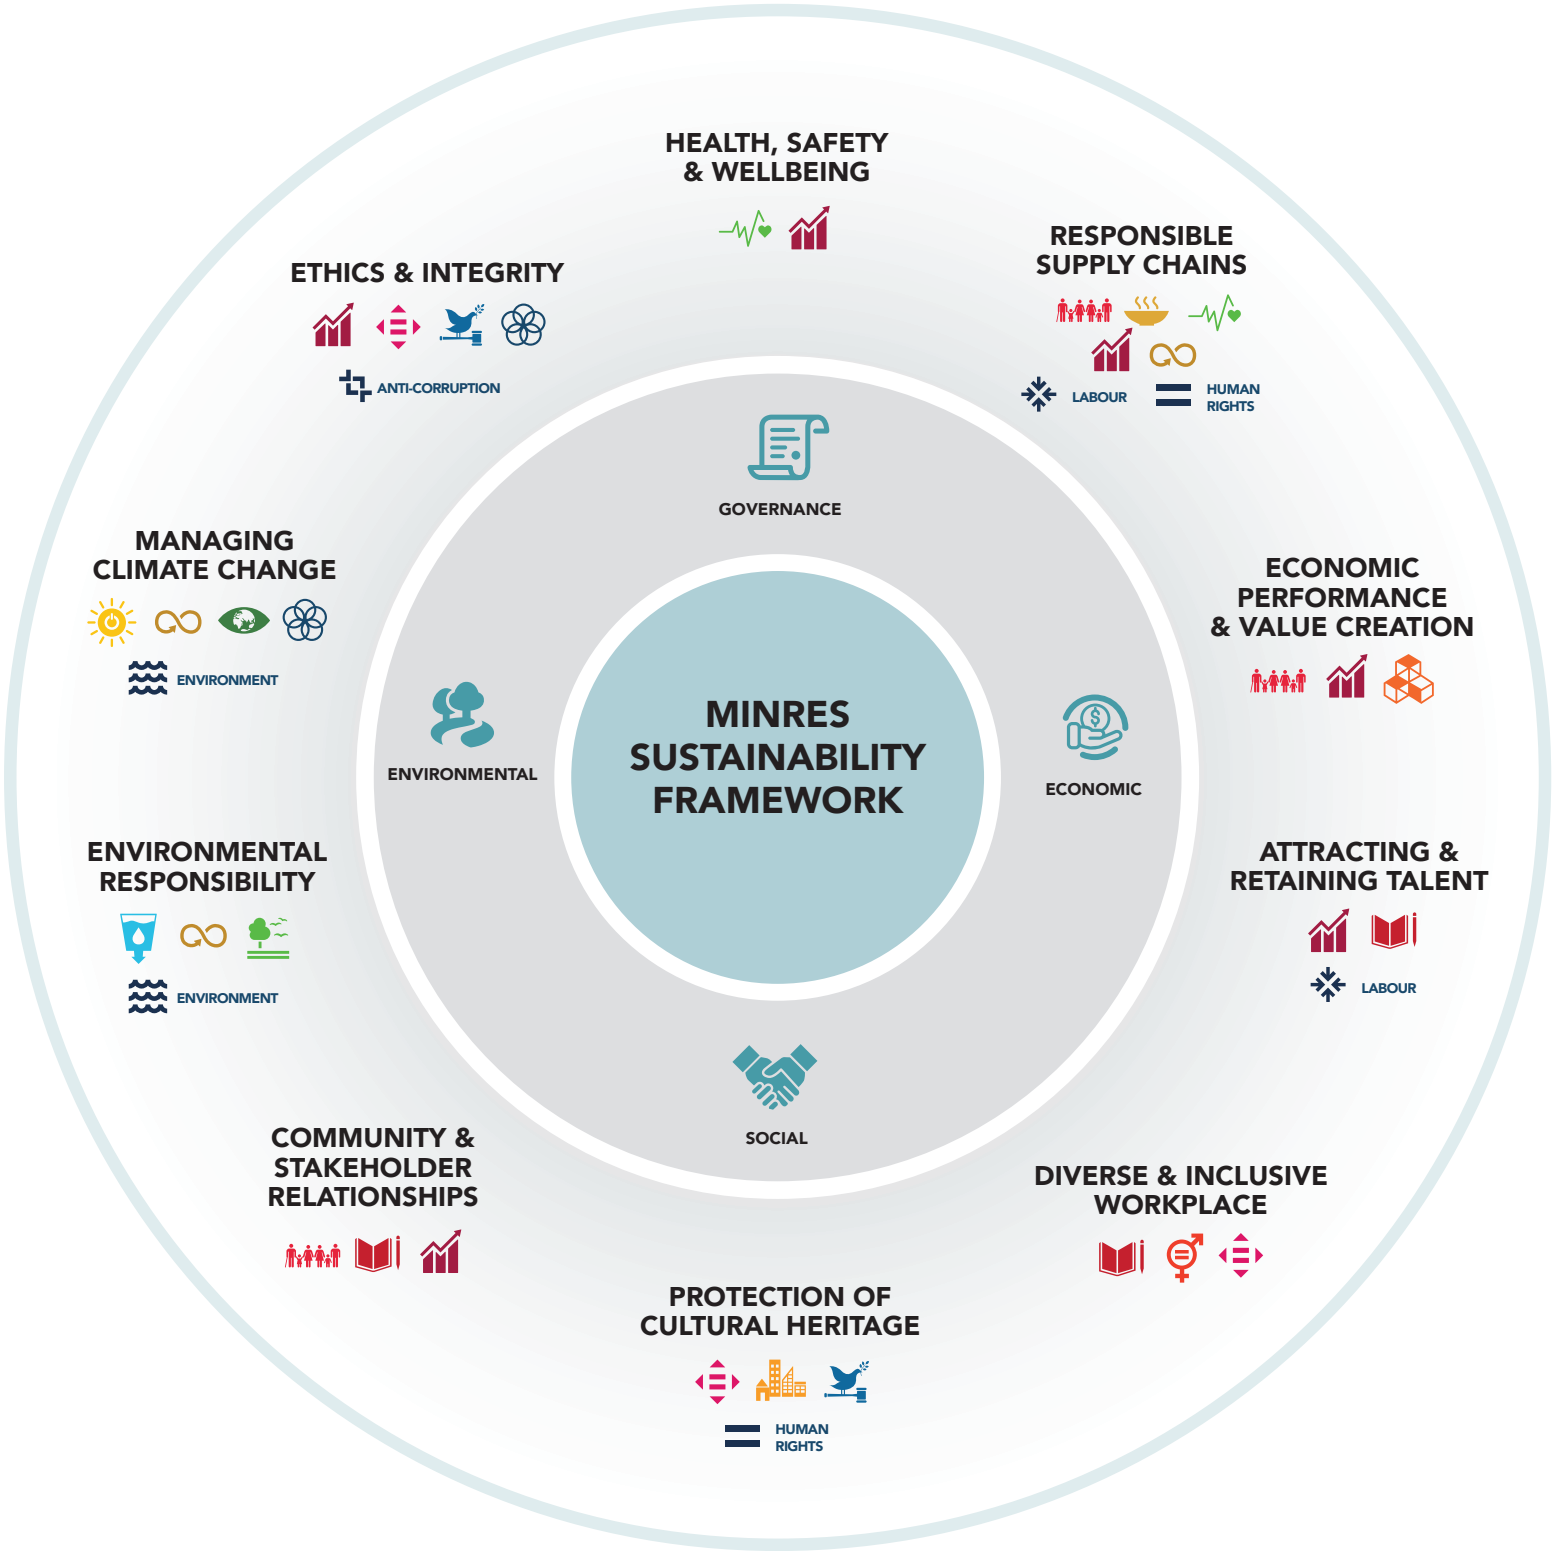 HEALTH, SAFETY
& WELLBEING
RESPONSIBLE
SUPPLY CHAINS
LABOUR
HUMAN
RIGHTS
ECONOMIC
PERFORMANCE
& VALUE CREATION
ATTRACTING &
RETAINING TALENT
LABOUR
DIVERSE & INCLUSIVE
WORKPLACE
PROTECTION OF
CULTURAL HERITAGE
HUMAN
RIGHTS
COMMUNITY &
STAKEHOLDER
RELATIONSHIPS
ENVIRONMENTAL
RESPONSIBILITY
ENVIRONMENT
MANAGING
CLIMATE CHANGE
ENVIRONMENT
ETHICS & INTEGRITY
ANTI-CORRUPTION
GOVERNANCE
ECONOMIC
SOCIAL
ENVIRONMENTAL
MINRES
SUSTAINABILITY
FRAMEWORK